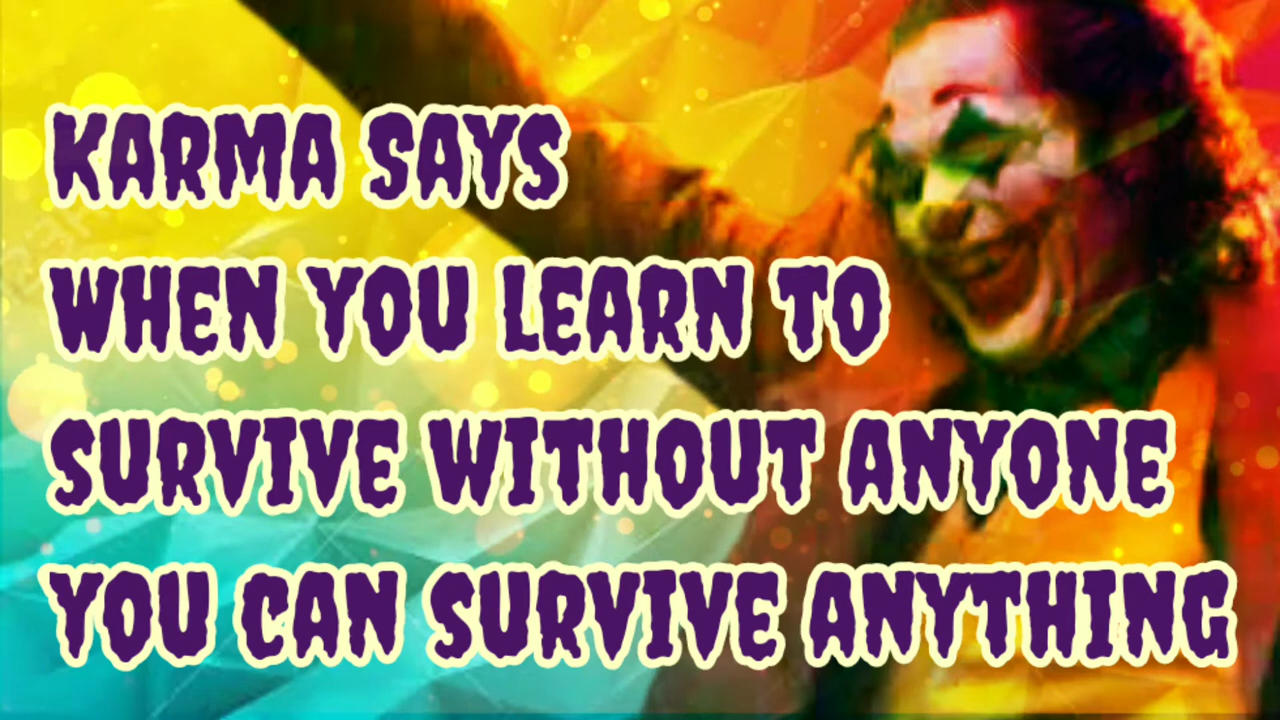 KARMA SAYS
WHEN YOU LEARN TO
SURVIVE WITHOUT ANYONE
YOU CAN SURVIVE ANYTHING